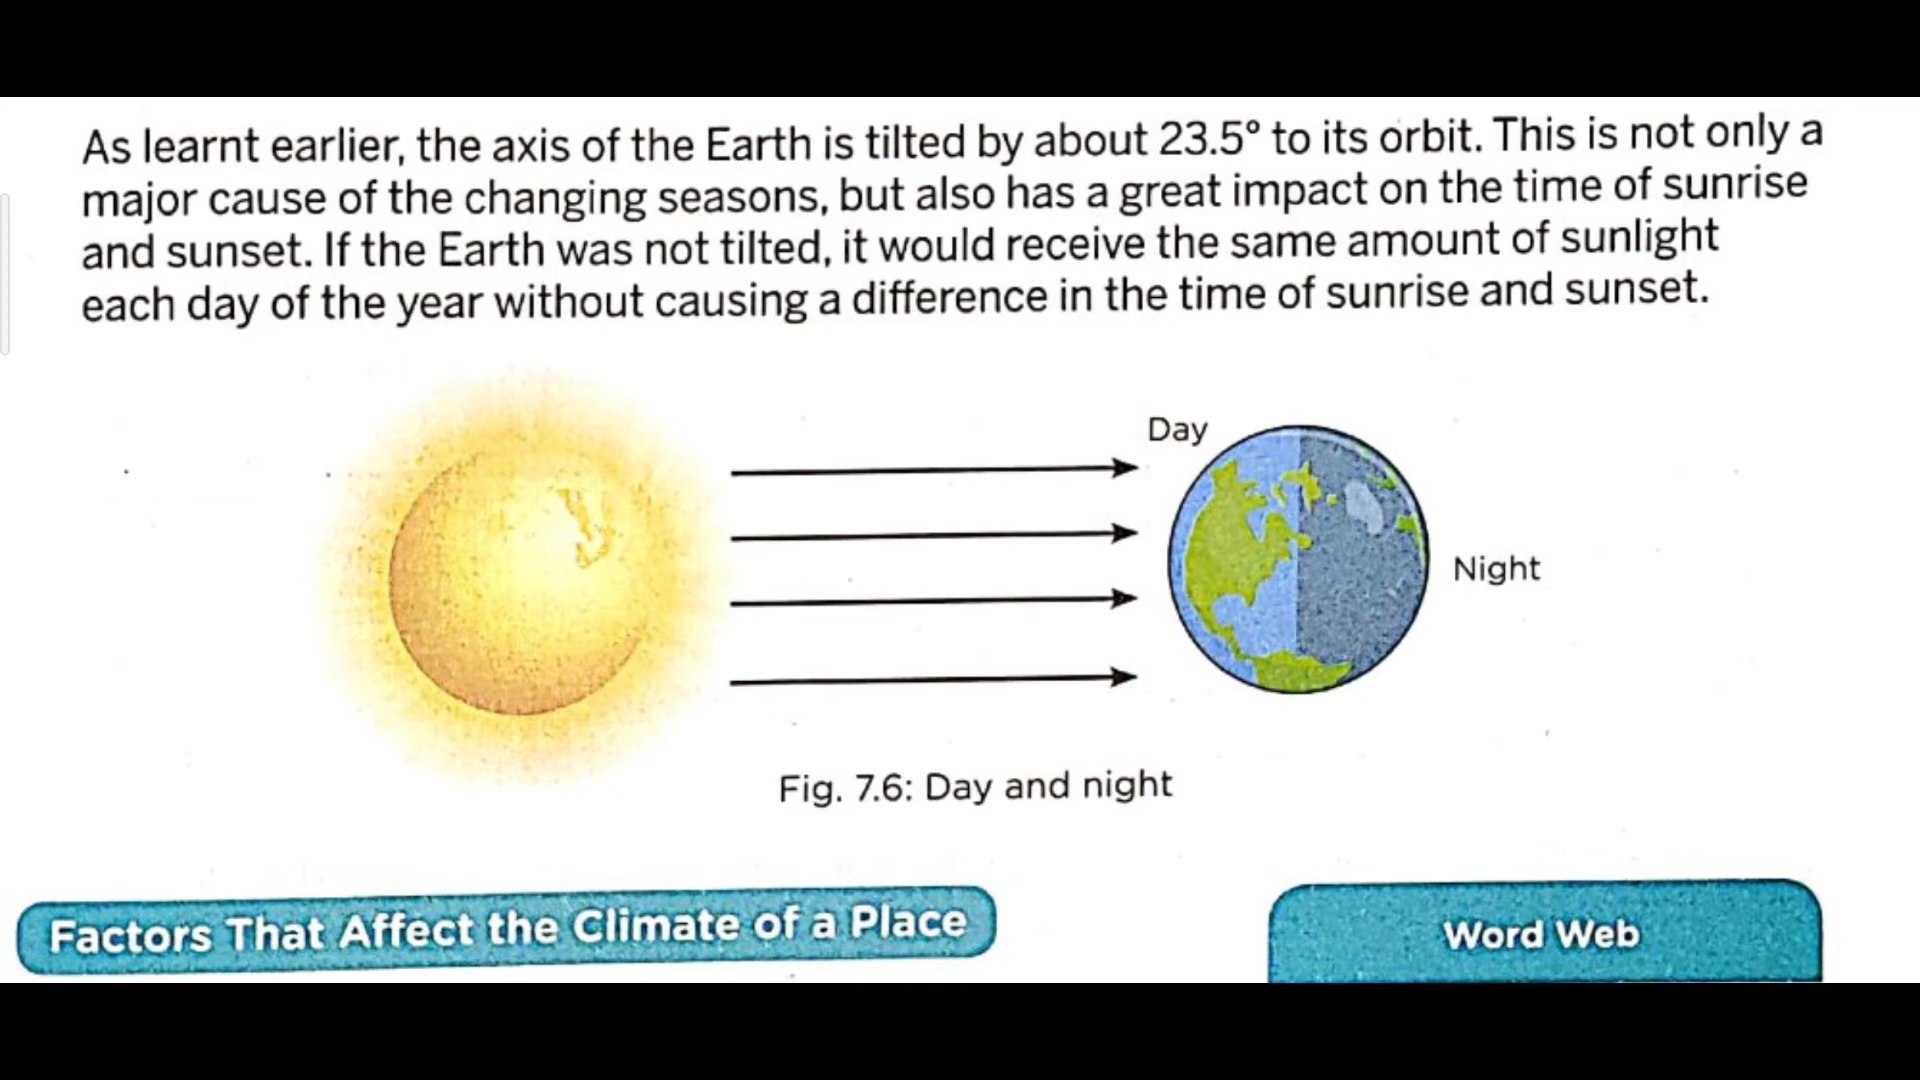 As learnt earlier, the axis of the Earth is tilted by about 23.5° to its orbit. This is not only a
major cause of the changing seasons, but also has a great impact on the time of sunrise
and sunset. If the Earth was not tilted, it would receive the same amount of sunlight
each day of the year without causing a difference in the time of sunrise and sunset.
Day
Night
Fig. 7.6: Day and night
Factors That Affect the Climate of a Place
Word Web